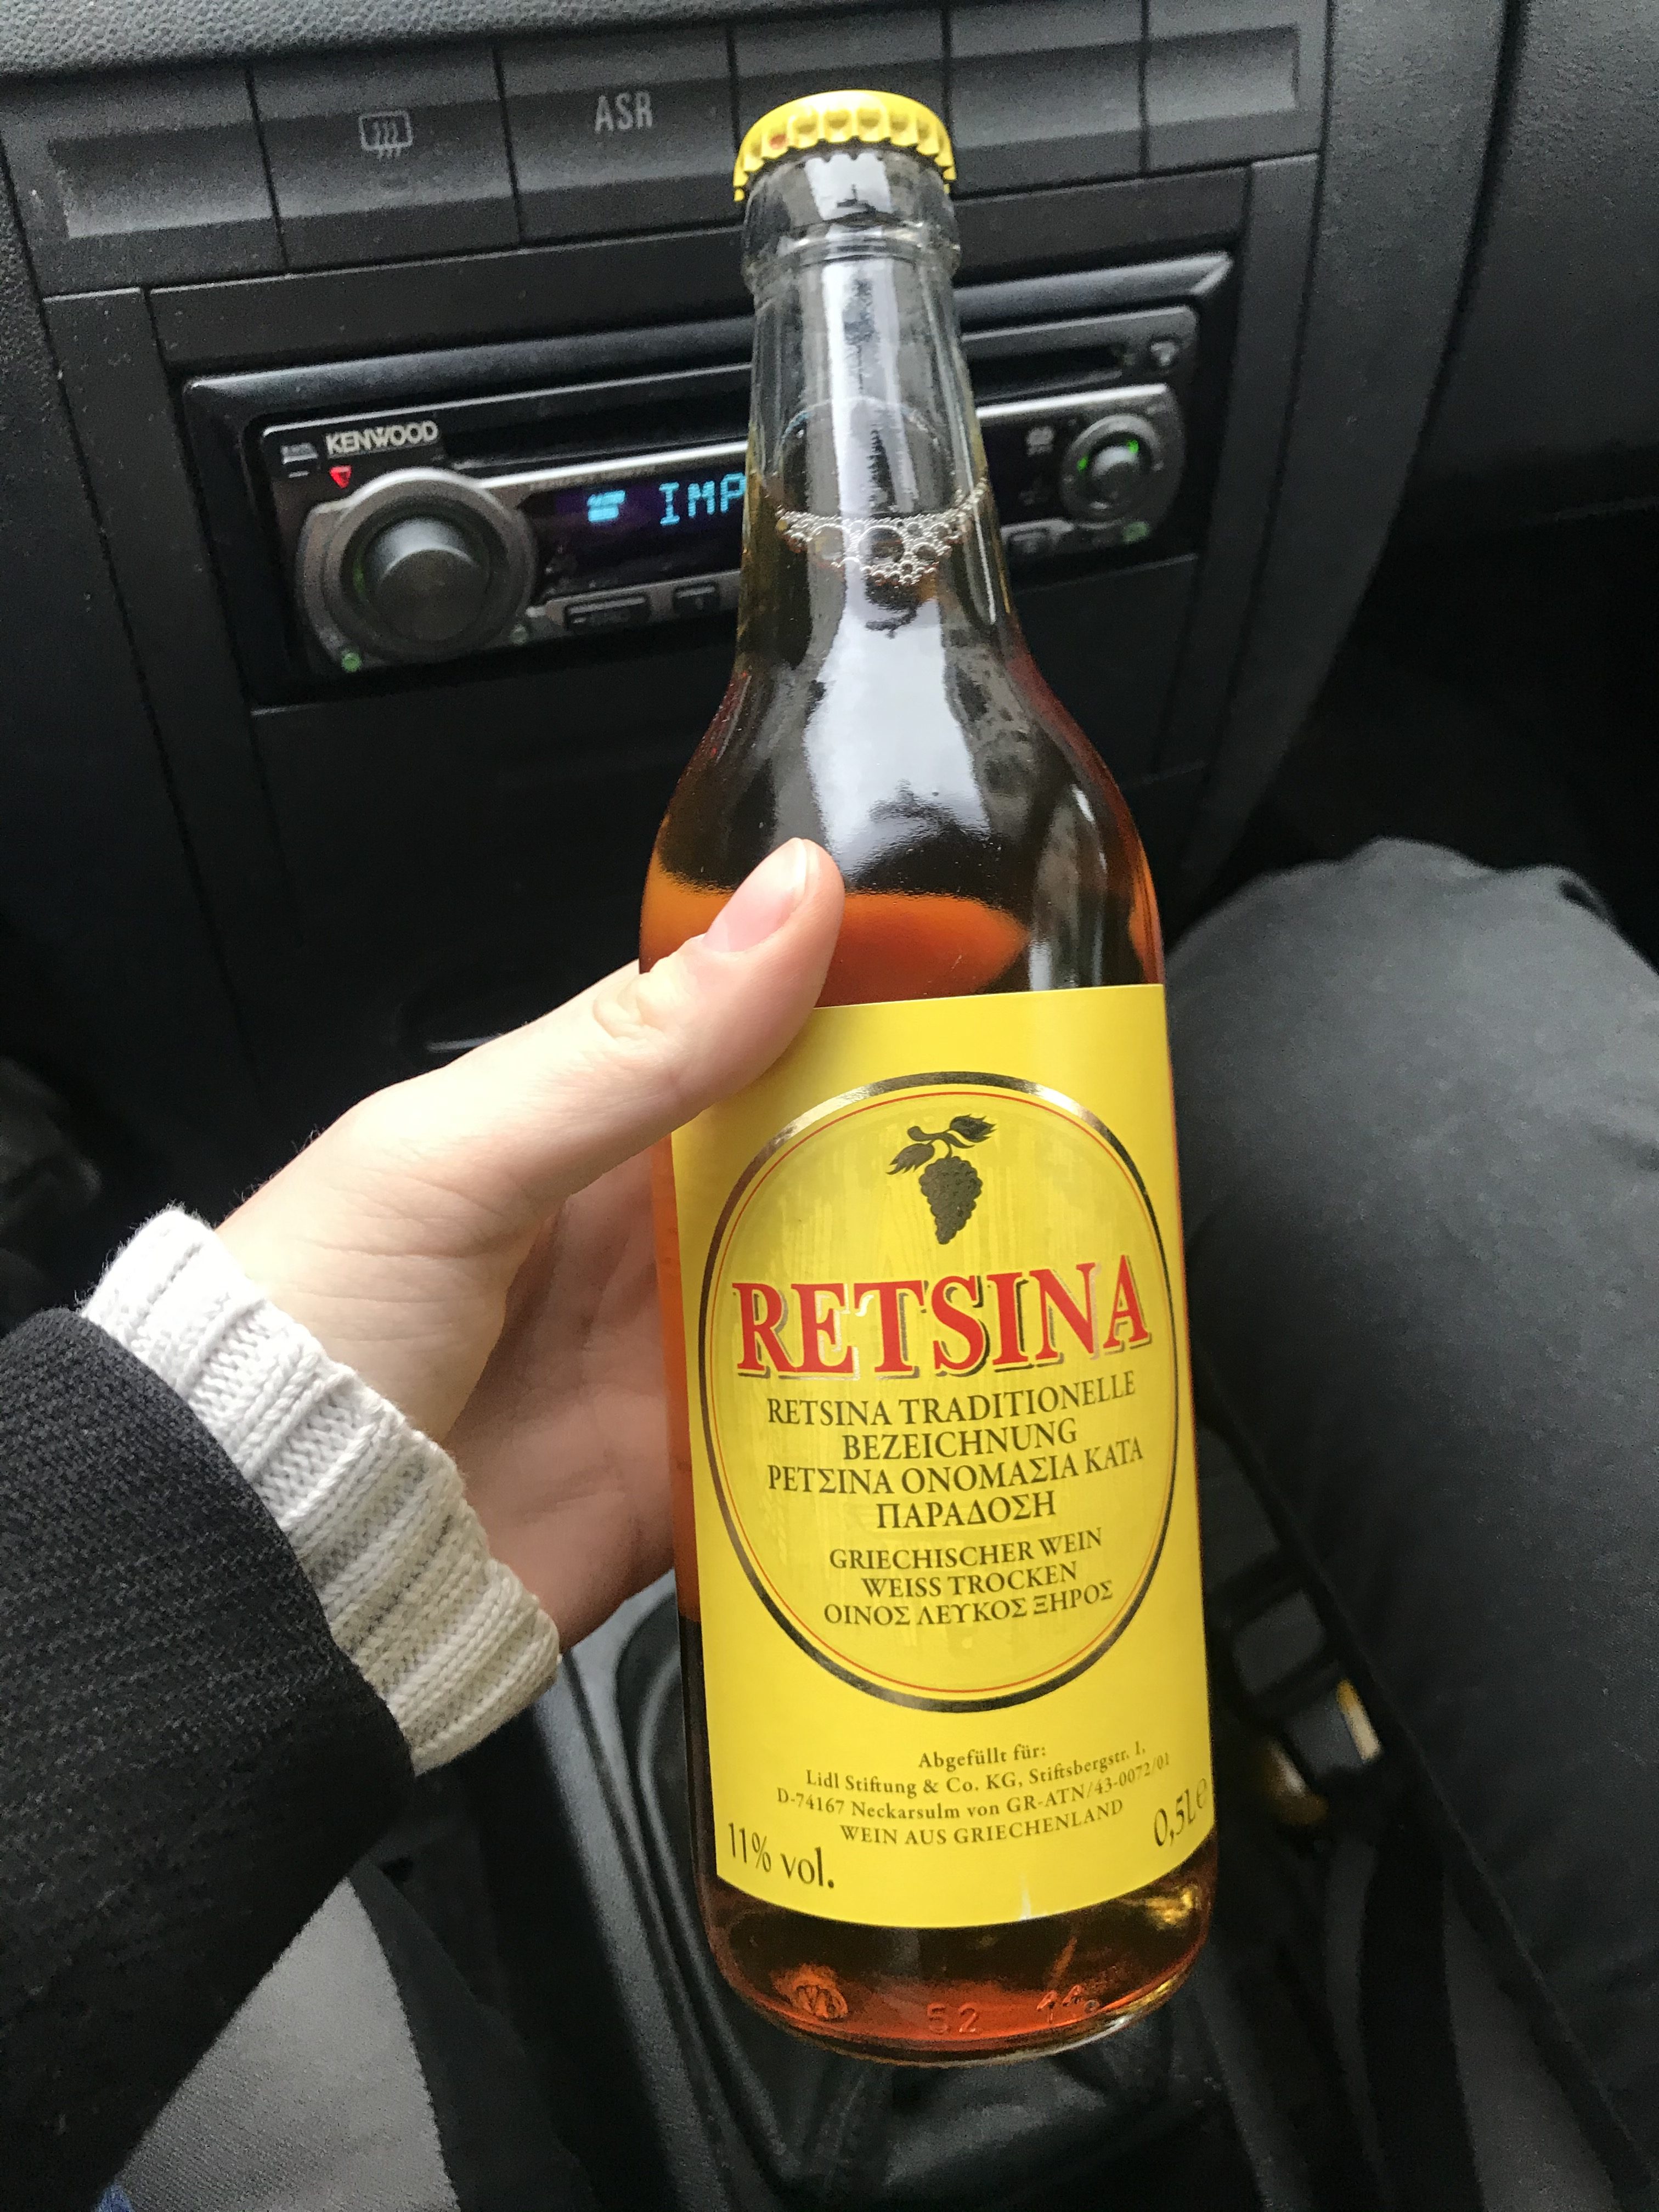 ASR
KENWOOD
IMP
RETSINA
RETSINA TRADITIONELLE
BEZEICHNUNG
ΡΕΤΣΙΝΑ ΟΝΟΜΑΣΙΑ ΚΑΤΑ
ΠΑΡΑΔΟΣΗ
GRIECHISCHER WEIN
WEISS TROCKEN
ΟΙΝΟΣ ΛΕΥΚΟΣ ΞΗΡΟΣ
Abgefüllt für:
Lidl Stiftung & Co. KG, Stiftsbergstr. 1,
D-74167 Neckarsulm von GR-ATN/43-0072/01
WEIN AUS GRIECHENLAND
11% vol.
0,5L e
52